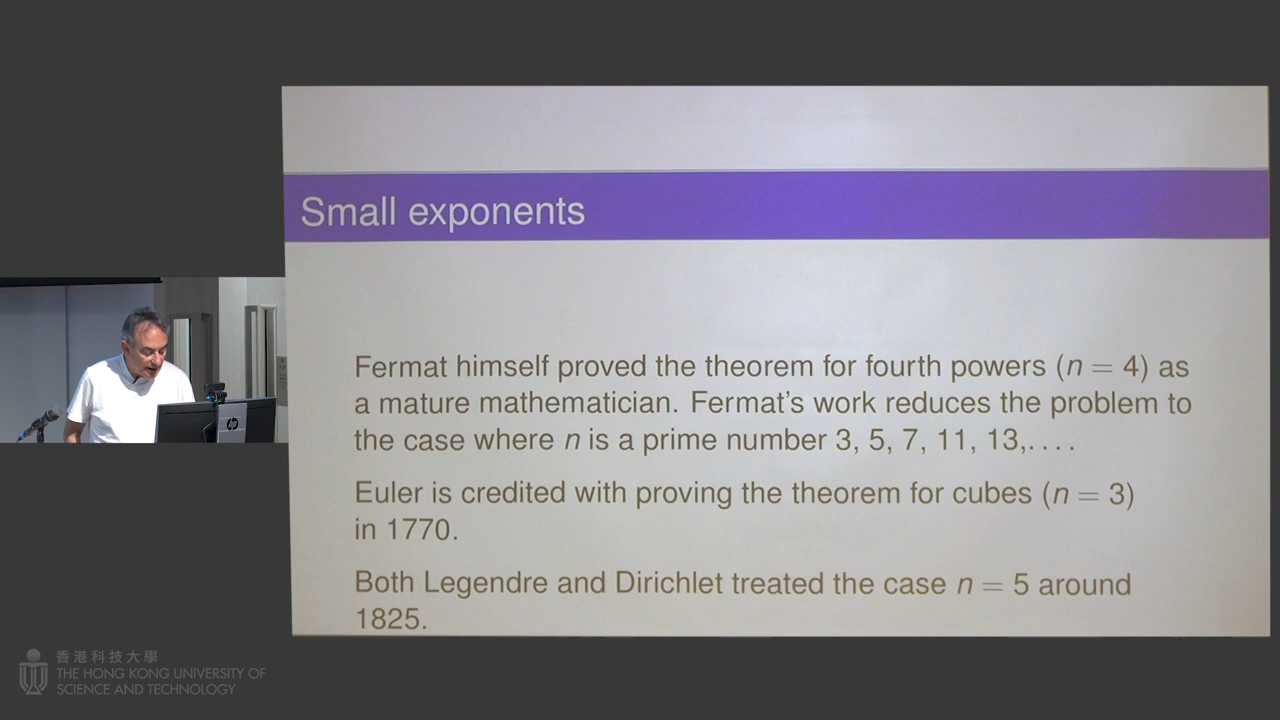 Small exponents
Fermat himself proved the theorem for fourth powers (n = 4) as
a mature mathematician. Fermat's work reduces the problem to
the case where n is a prime number 3, 5, 7, 11, 13,. . . .
Euler is credited with proving the theorem for cubes (n = 3)
in 1770.
Both Legendre and Dirichlet treated the case n = 5 around
1825.
hp
香港科技大學
THE HONG KONG UNIVERSITY OF
SCIENCE AND TECHNOLOGY